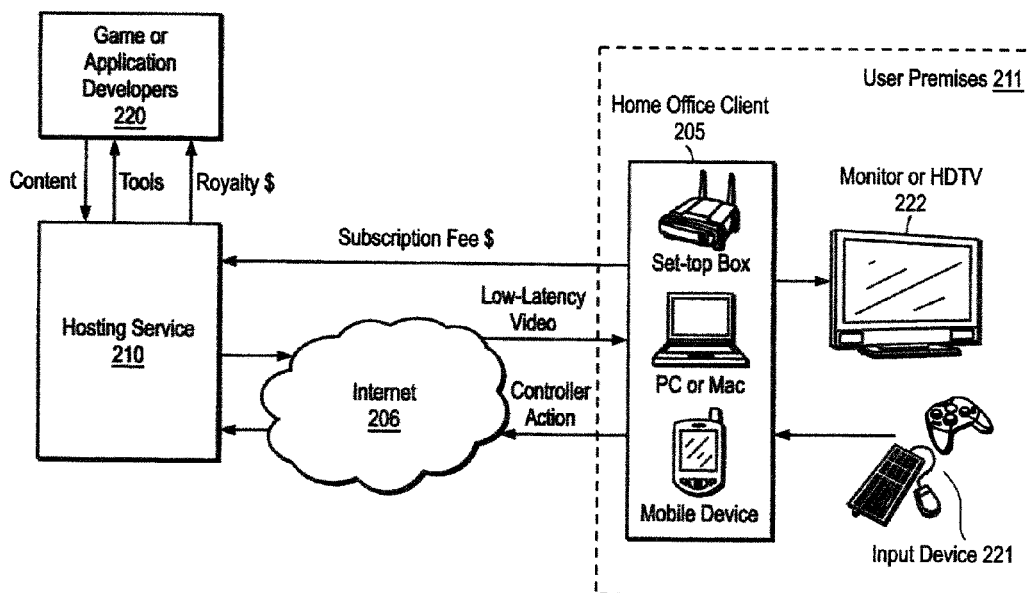 Game or
Application
Developers
220
Content
Tools
Royalty $
User Premises 211
Home Office Client
205
Monitor or HDTV
222
Subscription Fee $
Set-top Box
Low-Latency
Video
Hosting Service
210
Internet
206
PC or Mac
Controller
Action
Mobile Device
Input Device 221